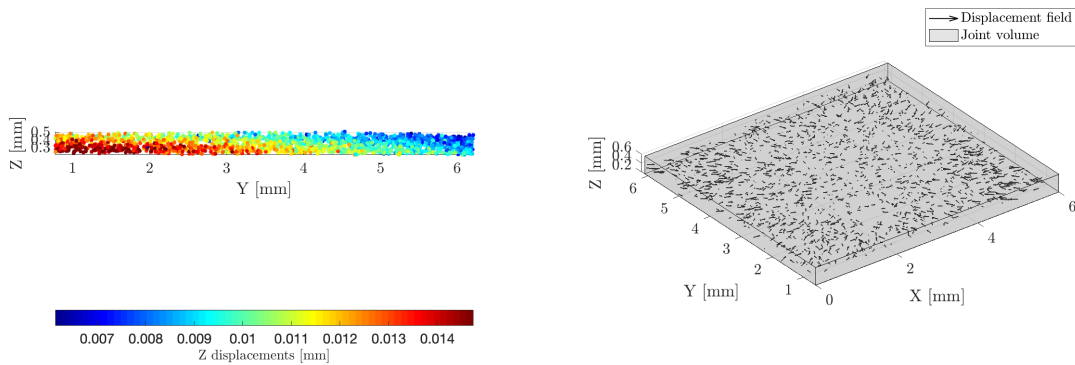 Displacement field
Joint volume
0.5
0.4
0.3
Z [mm]
1 2 3 4 5 6
Y [mm]
0.6
0.4
0.2
Z [mm]
6
5
4
3
2
1
Y [mm]
0
2
4
6
X [mm]
0.007 0.008 0.009 0.01 0.011 0.012 0.013 0.014
Z displacements [mm]